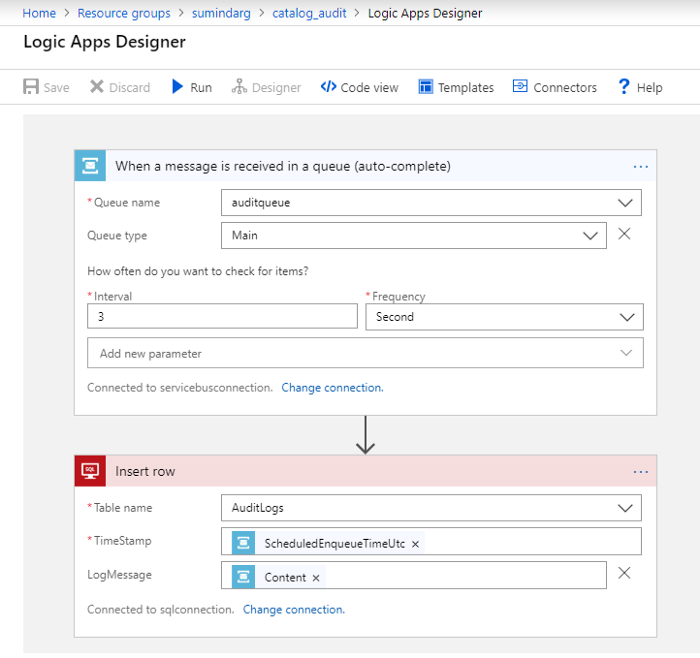 Home > Resource groups > sumindarg > catalog_audit > Logic Apps Designer
Logic Apps Designer
Save Discard Run Designer Code view Templates Connectors ? Help
When a message is received in a queue (auto-complete) ...
* Queue name auditqueue
Queue type Main
How often do you want to check for items?
* Interval * Frequency
3 Second
Add new parameter
Connected to servicebusconnection. Change connection.
SQL Insert row ...
* Table name AuditLogs
* TimeStamp ScheduledEnqueueTimeUtc ×
LogMessage Content ×
Connected to sqlconnection. Change connection.